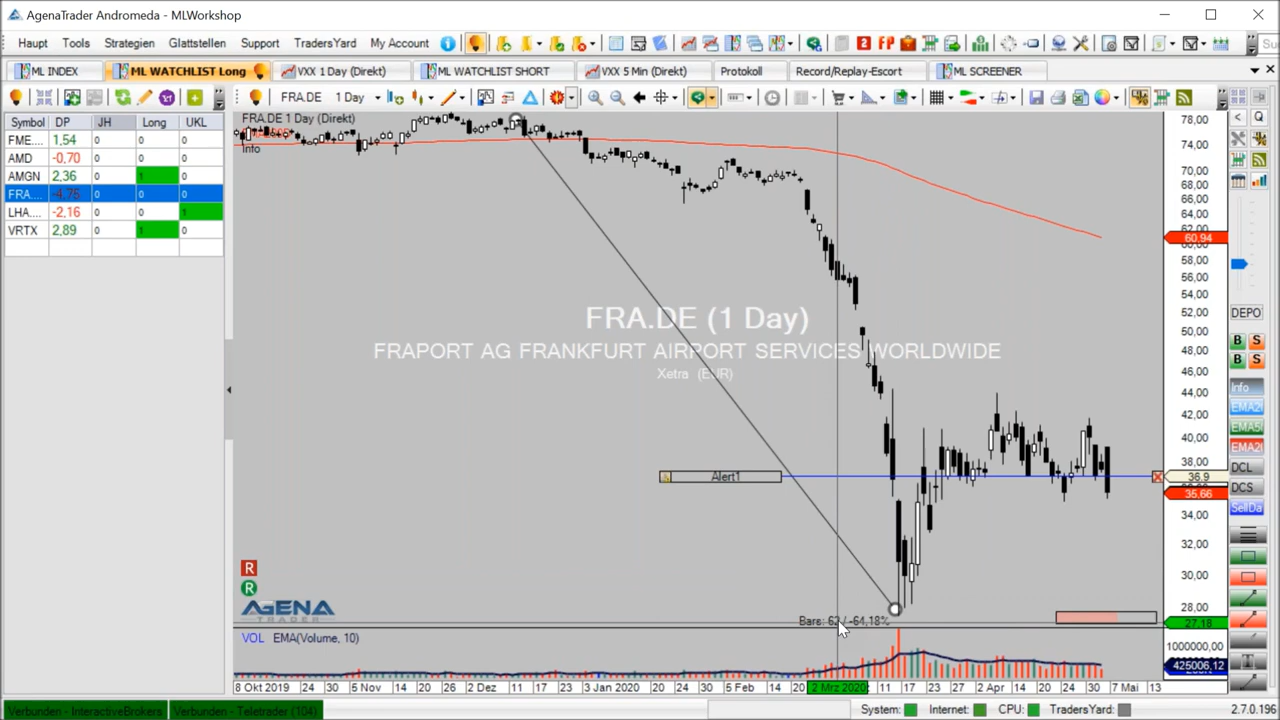 AgenaTrader Andromeda - MLWorkshop
Haupt Tools Strategien Glattstellen Support TradersYard My Account
ML INDEX ML WATCHLIST Long VXX 1 Day (Direkt) ML WATCHLIST SHORT VXX 5 Min (Direkt) Protokoll Record/Replay-Escort ML SCREENER
FRA.DE 1 Day
Symbol DP JH Long UKL
FME... 1,54 0 0 0
AMD -0,70 0 0 0
AMGN 2,36 0 1 0
FRA.... -4,75 0 0 0
LHA.... -2,16 0 0 1
VRTX 2,89 0 1 0
FRA.DE 1 Day (Direkt)
Info
FRA.DE (1 Day)
FRAPORT AG FRANKFURT AIRPORT SERVICES WORLDWIDE
Xetra (EUR)
Alert1
Bars: 62 / -64,18%
R
R
AGENA
TRADER
78,00
74,00
70,00
68,00
66,00
64,00
62,00
60,94
60,00
58,00
56,00
54,00
52,00
50,00
48,00
46,00
44,00
42,00
40,00
38,00
36.9
35,66
34,00
32,00
30,00
28,00
27,18
VOL EMA(Volume, 10)
1000000,00
425006,12
8 Okt 2019 24 30 5 Nov 14 20 26 2 Dez 11 17 23 3 Jan 2020 20 24 30 5 Feb 14 20 2 Mrz 2020 11 17 23 27 2 Apr 14 20 24 30 7 Mai 13
DEPO
B S
B S
Info
DCL
DCS
Verbunden - InteractiveBrokers Verbunden - Teletrader (104) System: Internet: CPU: TradersYard: 2.7.0.196